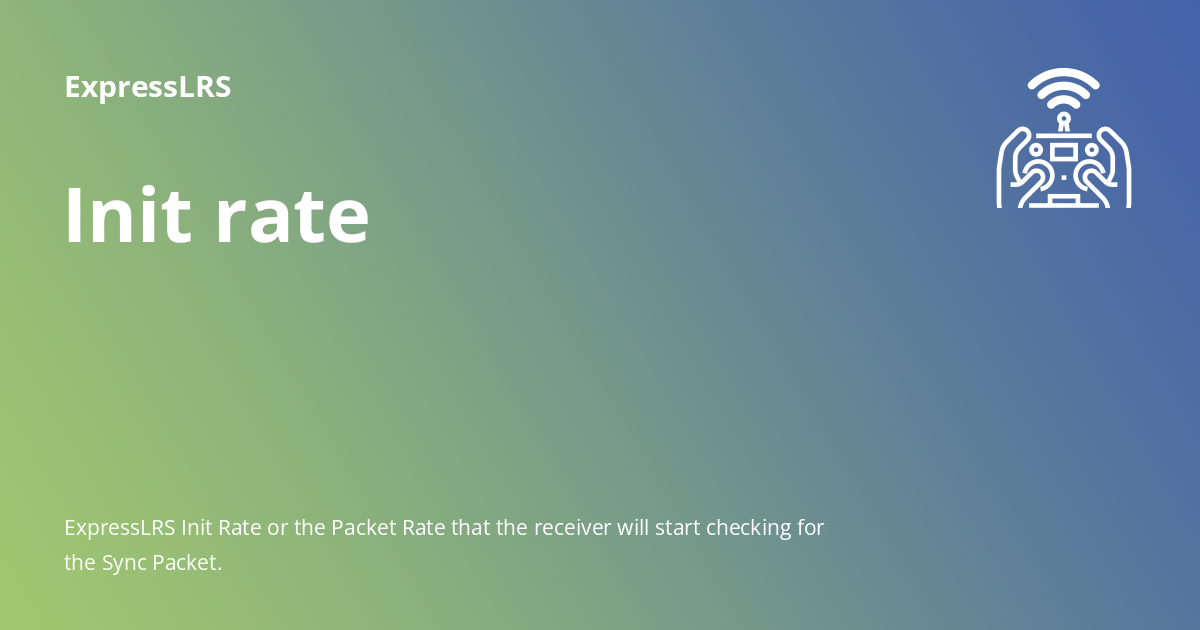 ExpressLRS
Init rate
ExpressLRS Init Rate or the Packet Rate that the receiver will start checking for
the Sync Packet.